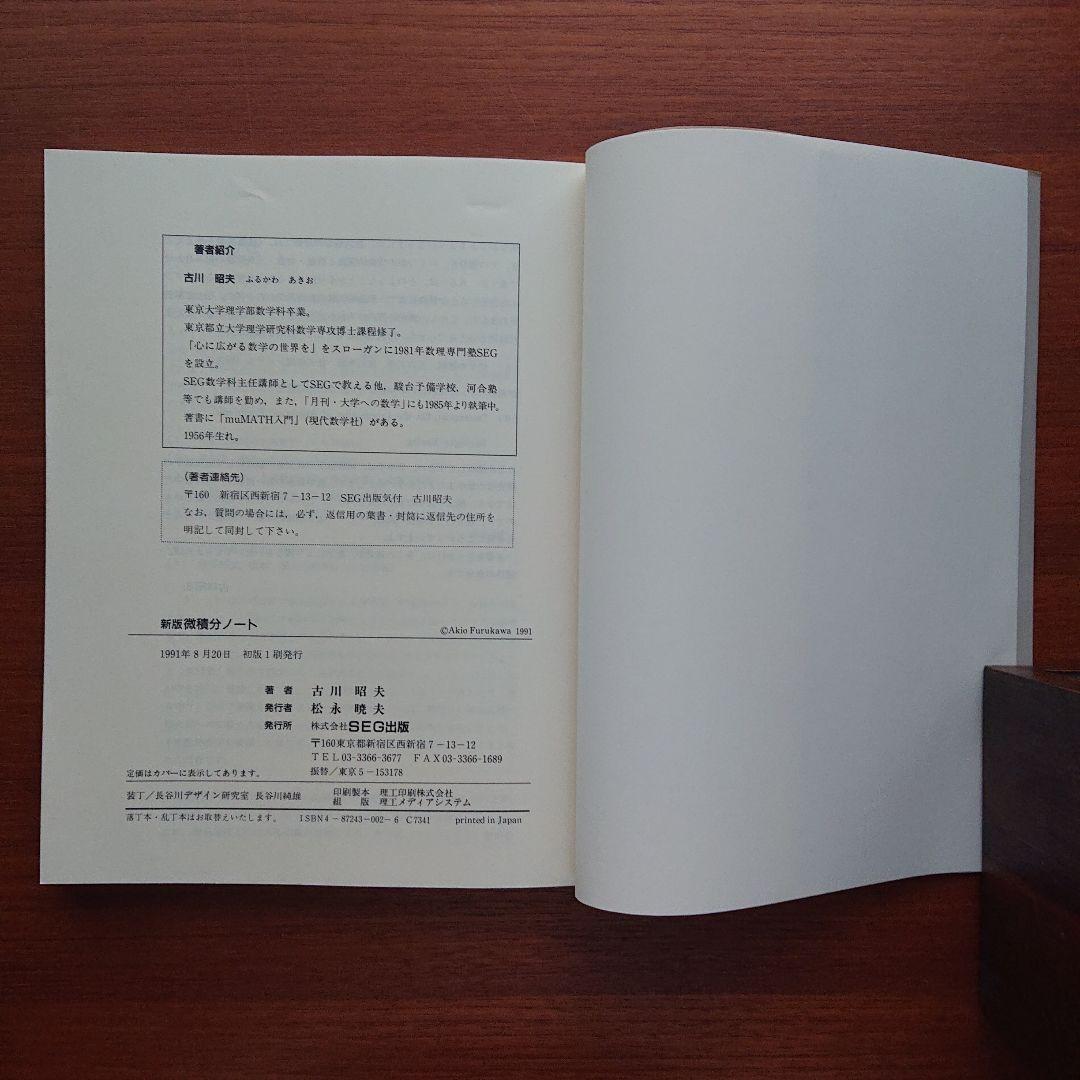 著者紹介
古川 昭夫 ふるかわ あきお
東京大学理学部数学科卒業。
東京都立大学理学研究科数学専攻博士課程修了。
「心に広がる数学の世界を」をスローガンに1981年数理専門塾SEG
を設立。
SEG数学科主任講師としてSEGで教える他，駿台予備学校，河合塾
等でも講師を勤め，また，「月刊・大学への数学」にも1985年より執筆中。
著書に「muMATH入門」(現代数学社) がある。
1956年生れ。
(著者連絡先)
〒160 新宿区西新宿7－13－12 SEG出版気付 古川昭夫
なお，質問の場合には，必ず，返信用の葉書・封筒に返信先の住所を
明記して同封して下さい。
新版微積分ノート
©Akio Furukawa 1991
1991年8月20日 初版1刷発行
著者 古川昭夫
発行者 松永暁夫
発行所 株式会社SEG出版
〒160東京都新宿区西新宿7－13－12
TEL03-3366-3677 FAX03-3366-1689
振替／東京5－153178
定価はカバーに表示してあります。
装丁／長谷川デザイン研究室 長谷川純雄
印刷製本 理工印刷株式会社
組版 理工メディアシステム
落丁本・乱丁本はお取替えいたします。 ISBN4－87243－002－6 C7341 printed in Japan